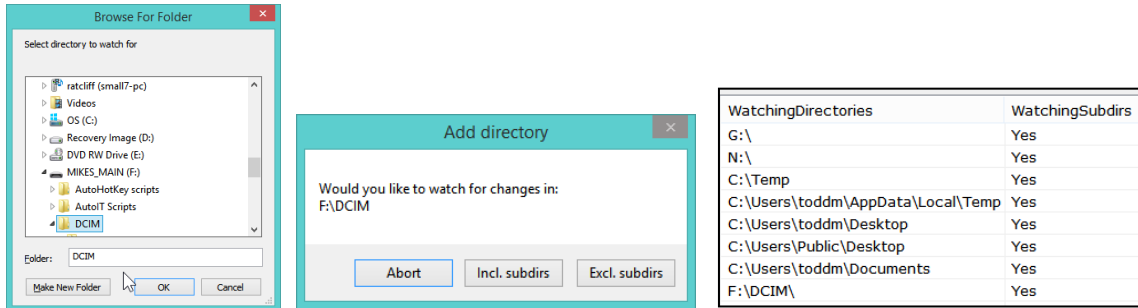 Browse For Folder
Select directory to watch for
ratcliff (small7-pc)
Videos
OS (C:)
Recovery Image (D:)
DVD RW Drive (E:)
MIKES_MAIN (F:)
AutoHotKey scripts
AutoIT Scripts
DCIM
Folder: DCIM
Make New Folder OK Cancel
Add directory
Would you like to watch for changes in:
F:\DCIM
Abort Incl. subdirs Excl. subdirs
WatchingDirectories WatchingSubdirs
G:\ Yes
N:\ Yes
C:\Temp Yes
C:\Users\toddm\AppData\Local\Temp Yes
C:\Users\toddm\Desktop Yes
C:\Users\Public\Desktop Yes
C:\Users\toddm\Documents Yes
F:\DCIM\ Yes